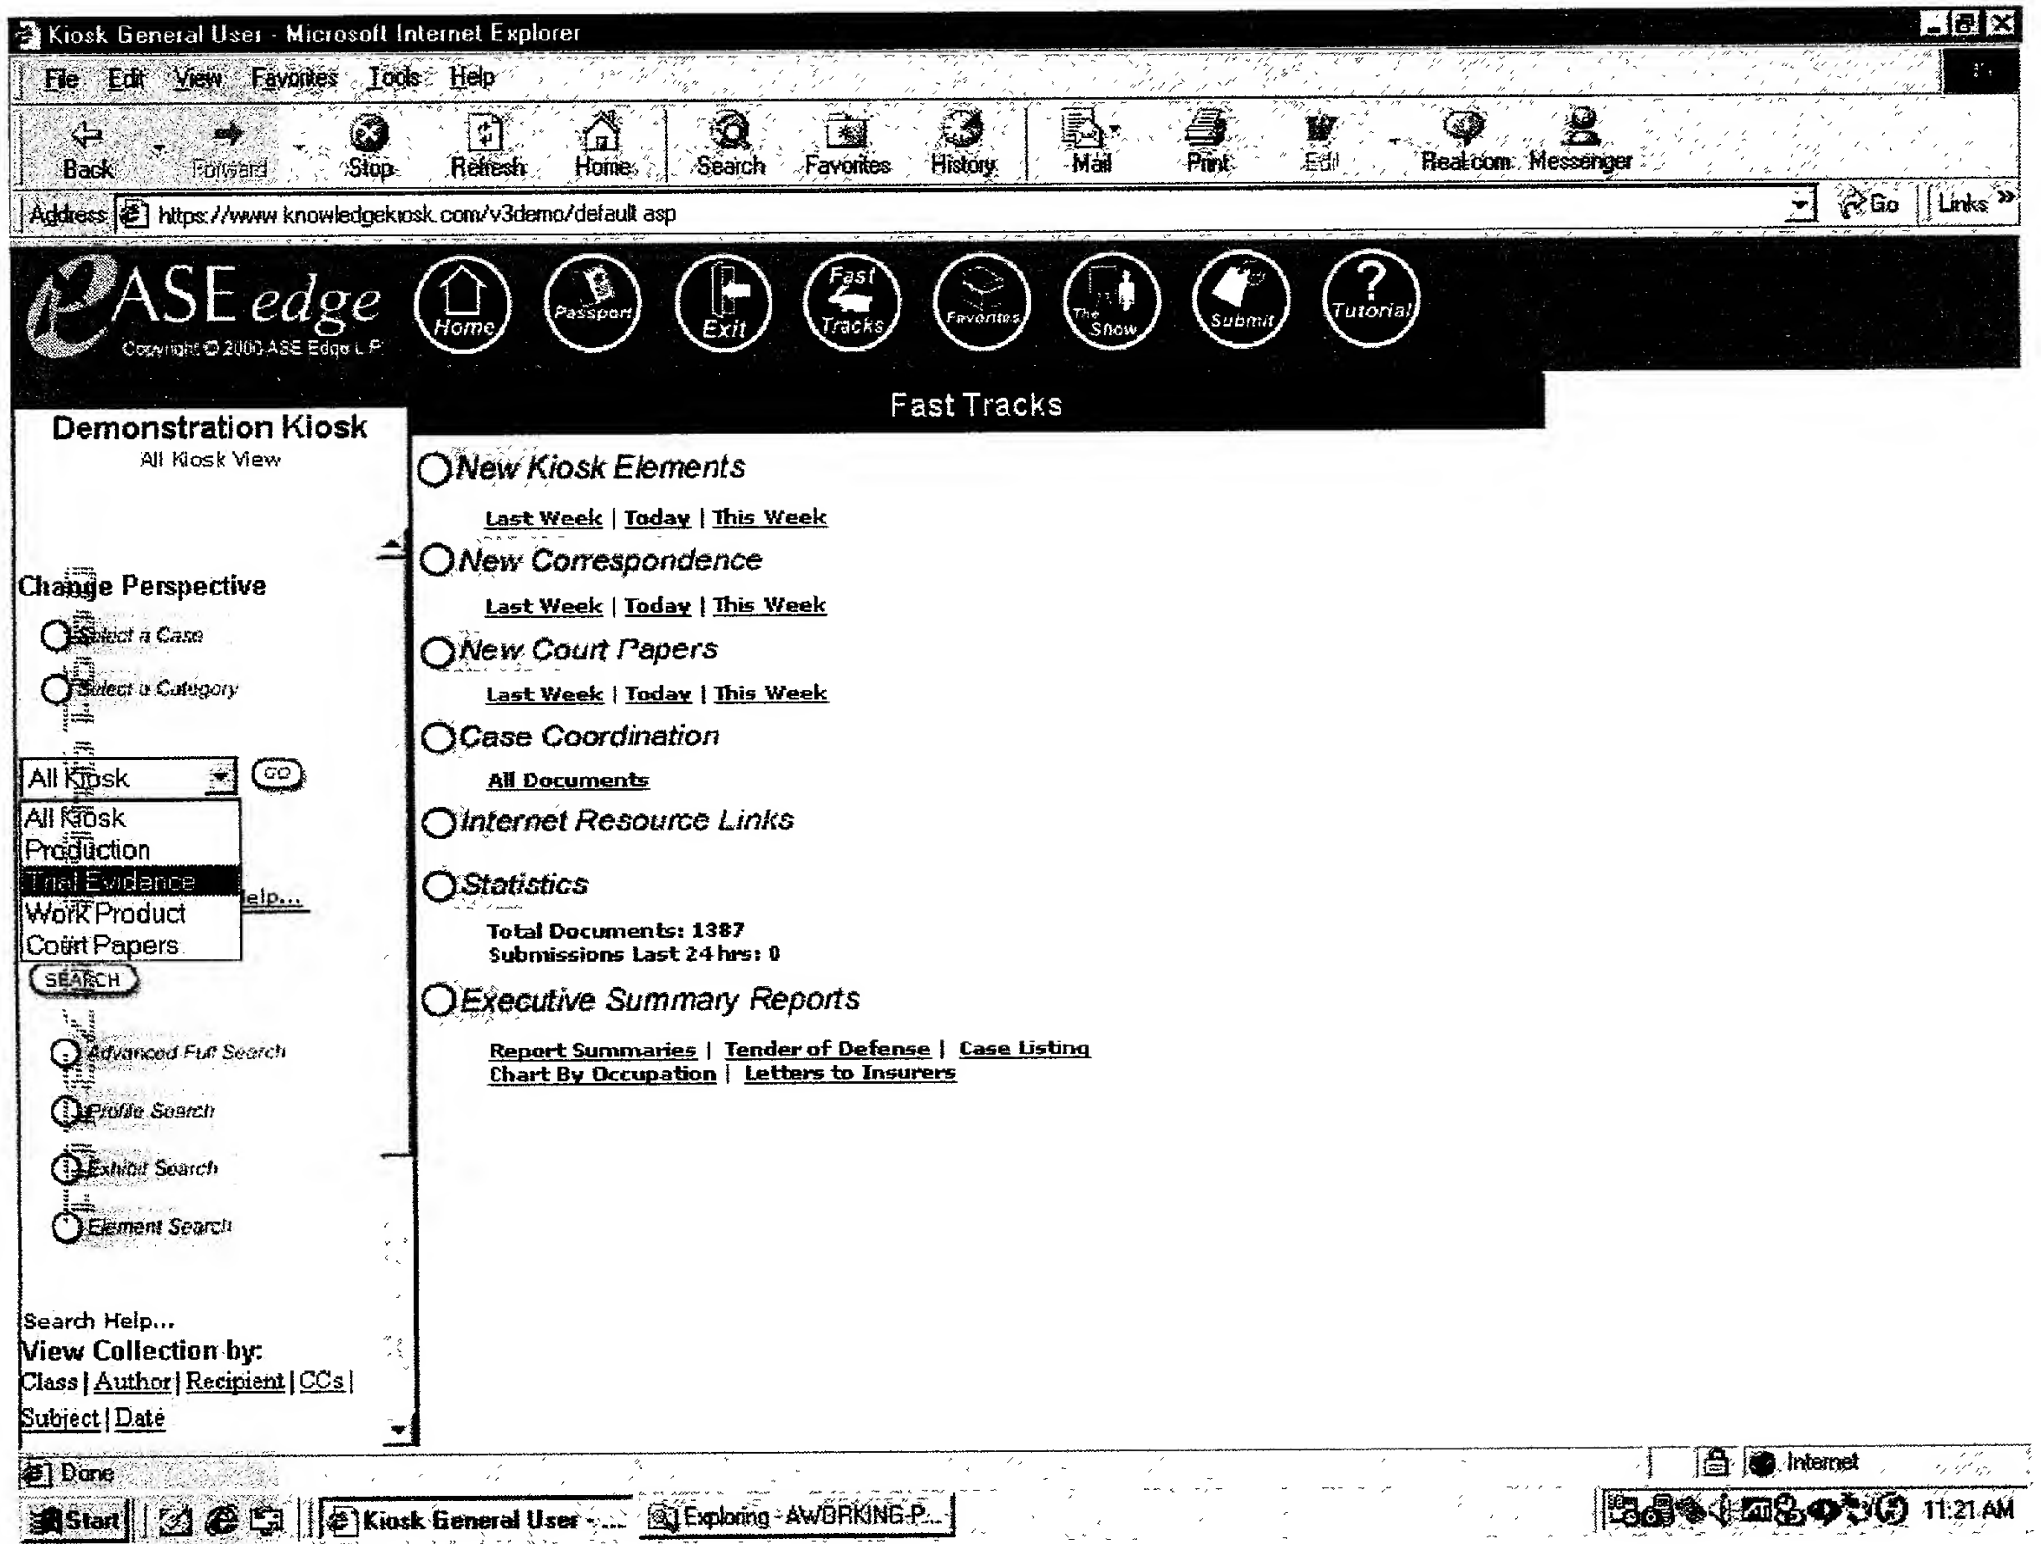 Kiosk General User - Microsoft Internet Explorer
File Edit View Favorites Tools Help
Back Forward Stop Refresh Home Search Favorites History Mail Print Edit Real.com Messenger
Address https://www.knowledgekiosk.com/v3demo/default.asp Go Links »
ASE edge
Copyright © 2000 ASE Edge L.P.
Home Passport Exit Fast Tracks Favorites The Show Submit ? Tutorial
Fast Tracks
Demonstration Kiosk
All Kiosk View
Change Perspective
Select a Case
Select a Category
All Kiosk GO
All Kiosk
Production
Trial Evidence
Work Product
Court Papers
elp...
SEARCH
Advanced Full Search
Profile Search
Exhibit Search
Element Search
Search Help...
View Collection by:
Class | Author | Recipient | CCs |
Subject | Date
New Kiosk Elements
Last Week | Today | This Week
New Correspondence
Last Week | Today | This Week
New Court Papers
Last Week | Today | This Week
Case Coordination
All Documents
Internet Resource Links
Statistics
Total Documents: 1387
Submissions Last 24 hrs: 0
Executive Summary Reports
Report Summaries | Tender of Defense | Case Listing
Chart By Occupation | Letters to Insurers
Done Internet
Start Kiosk General User - ... Exploring - AWORKING-P... 11:21 AM